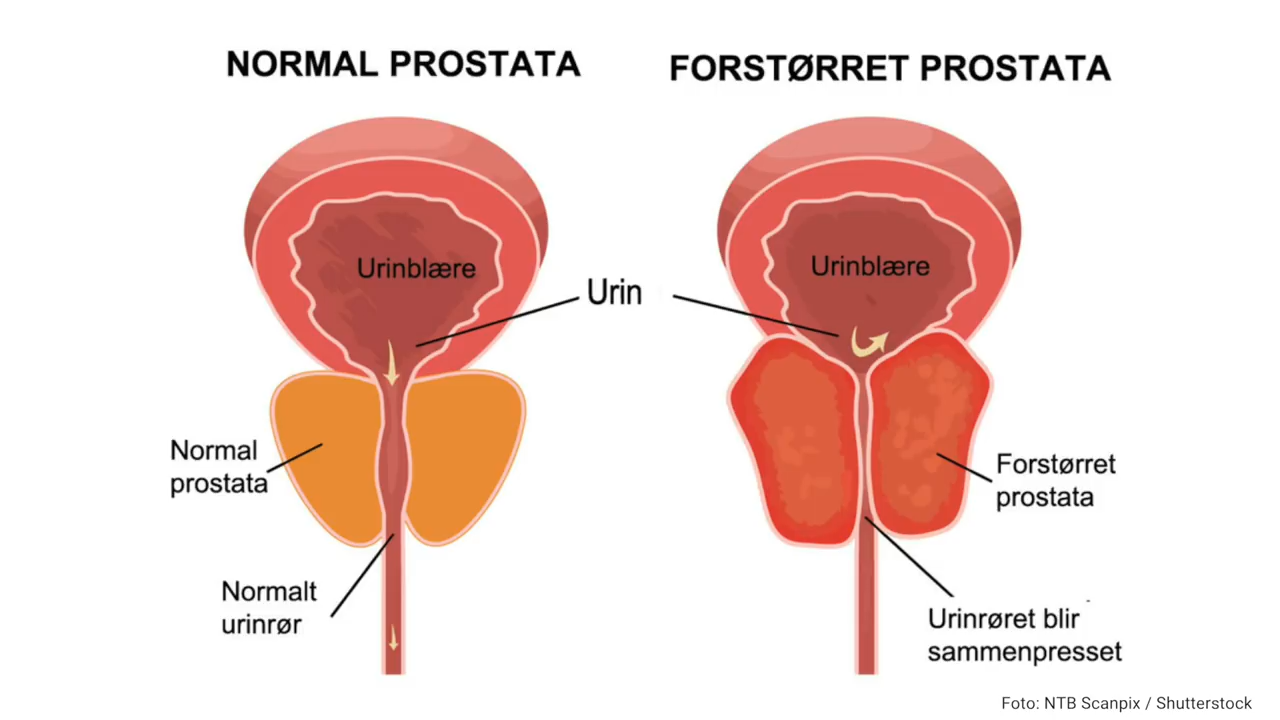 NORMAL PROSTATA
FORSTØRRET PROSTATA
Urinblære
Urinblære
Urin
Normal
prostata
Forstørret
prostata
Normalt
urinrør
Urinrøret blir
sammenpresset
Foto: NTB Scanpix / Shutterstock